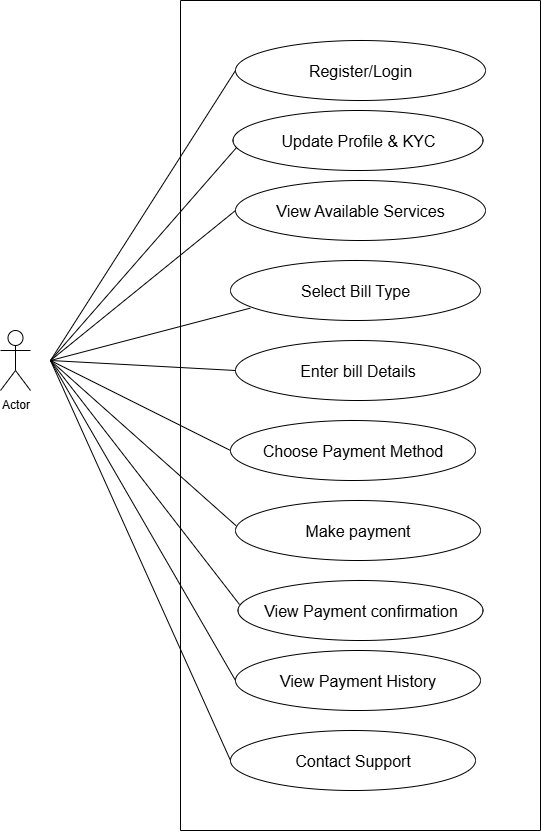 Register/Login
Update Profile & KYC
View Available Services
Select Bill Type
Actor
Enter bill Details
Choose Payment Method
Make payment
View Payment confirmation
View Payment History
Contact Support